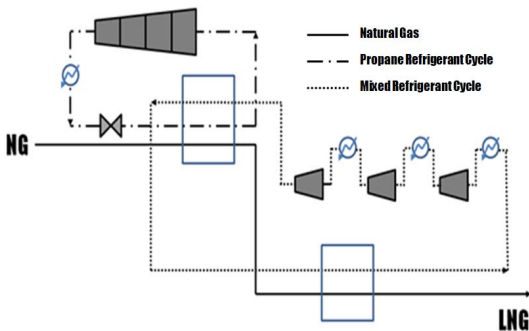 Natural Gas
Propane Refrigerant Cycle
Mixed Refrigerant Cycle
NG
LNG